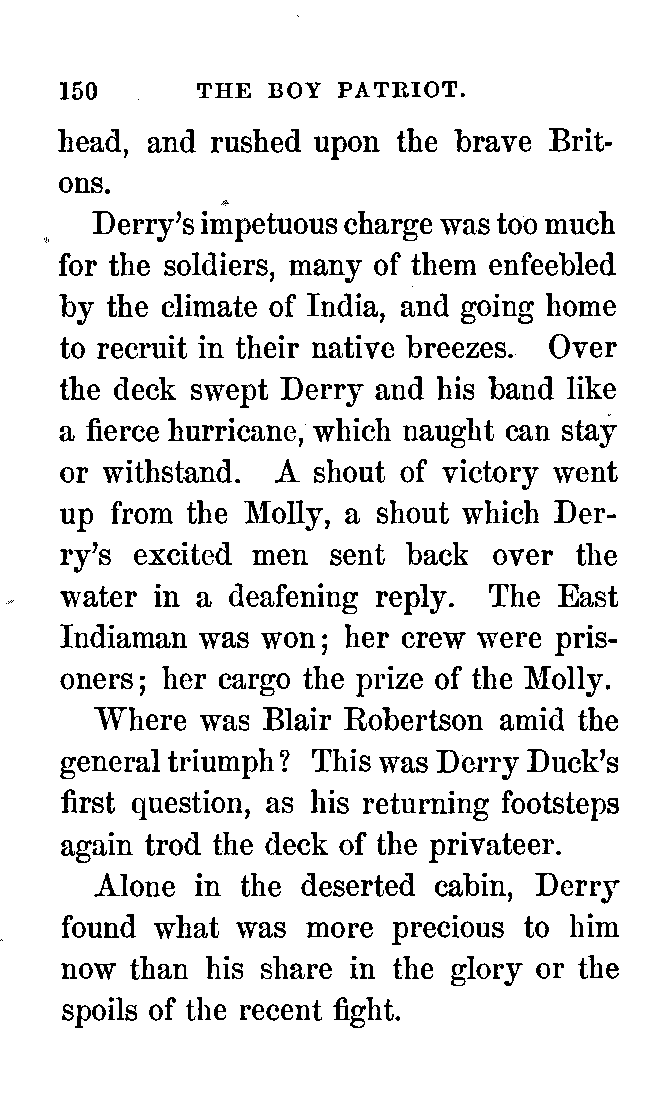 150 THE BOY PATRIOT.
head, and rushed upon the brave Brit-
ons.
Derry's impetuous charge was too much
for the soldiers, many of them enfeebled
by the climate of India, and going home
to recruit in their native breezes. Over
the deck swept Derry and his band like
a fierce hurricane, which naught can stay
or withstand. A shout of victory went
up from the Molly, a shout which Der-
ry's excited men sent back over the
water in a deafening reply. The East
Indiaman was won; her crew were pris-
oners; her cargo the prize of the Molly.
Where was Blair Robertson amid the
general triumph? This was Derry Duck's
first question, as his returning footsteps
again trod the deck of the privateer.
Alone in the deserted cabin, Derry
found what was more precious to him
now than his share in the glory or the
spoils of the recent fight.